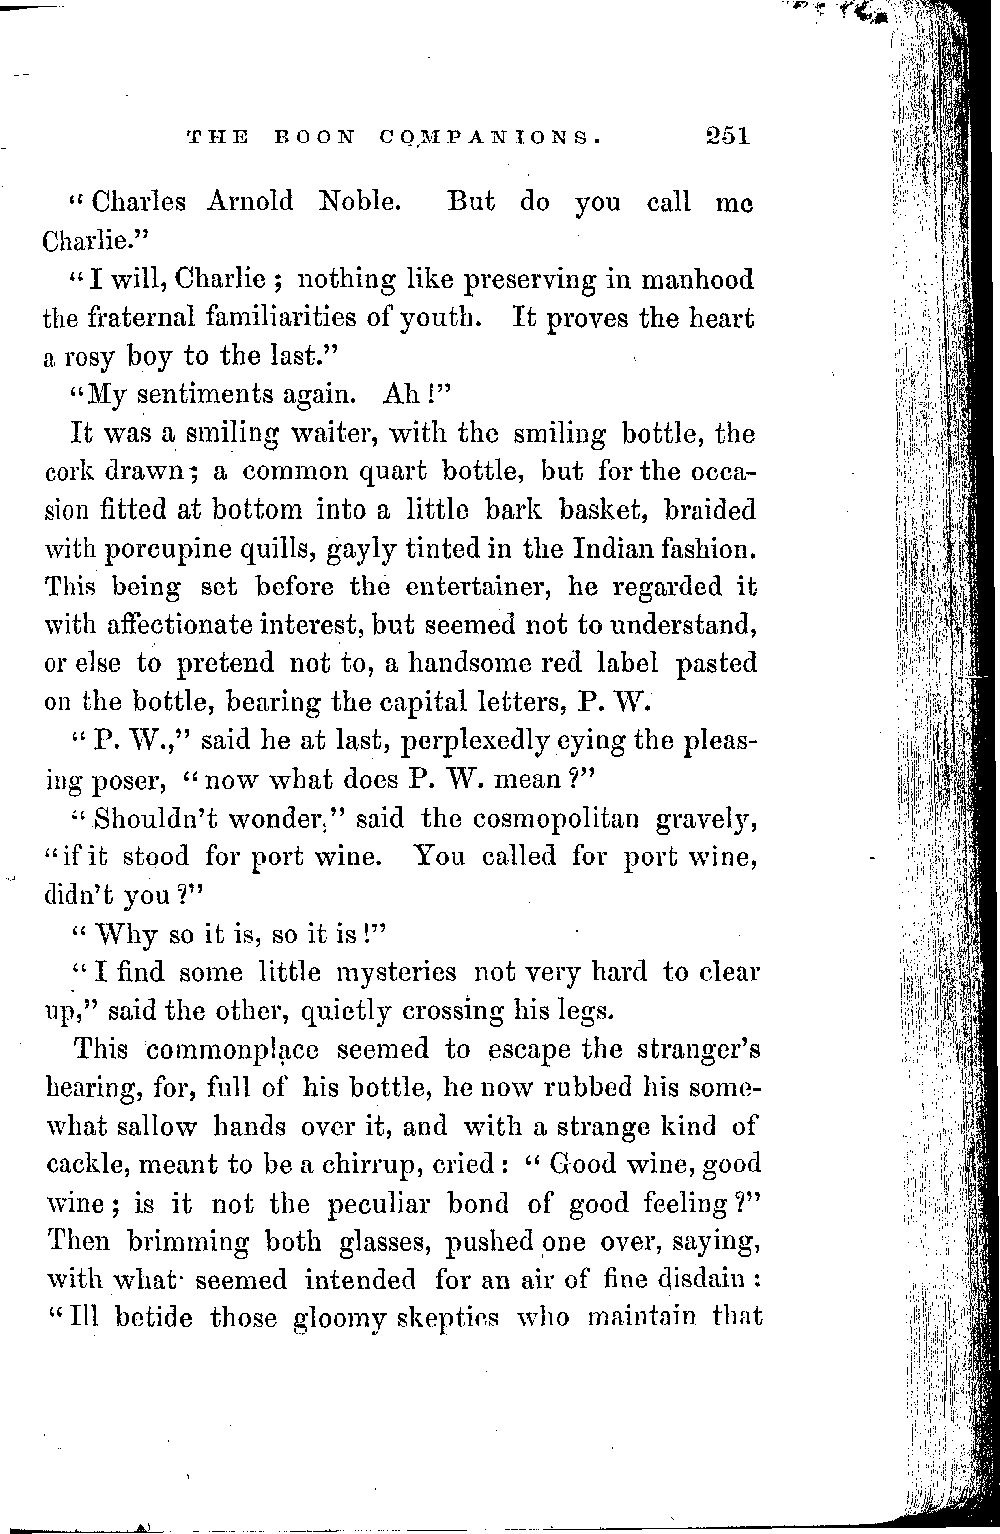 THE BOON COMPANIONS. 251
“Charles Arnold Noble. But do you call me
Charlie.”
“I will, Charlie; nothing like preserving in manhood
the fraternal familiarities of youth. It proves the heart
a rosy boy to the last.”
“My sentiments again. Ah!”
It was a smiling waiter, with the smiling bottle, the
cork drawn; a common quart bottle, but for the occa-
sion fitted at bottom into a little bark basket, braided
with porcupine quills, gayly tinted in the Indian fashion.
This being set before the entertainer, he regarded it
with affectionate interest, but seemed not to understand,
or else to pretend not to, a handsome red label pasted
on the bottle, bearing the capital letters, P. W.
“P. W.,” said he at last, perplexedly eying the pleas-
ing poser, “now what does P. W. mean?”
“Shouldn’t wonder,” said the cosmopolitan gravely,
“if it stood for port wine. You called for port wine,
didn’t you?”
“Why so it is, so it is!”
“I find some little mysteries not very hard to clear
up,” said the other, quietly crossing his legs.
This commonplace seemed to escape the stranger’s
hearing, for, full of his bottle, he now rubbed his some-
what sallow hands over it, and with a strange kind of
cackle, meant to be a chirrup, cried: “Good wine, good
wine; is it not the peculiar bond of good feeling?”
Then brimming both glasses, pushed one over, saying,
with what seemed intended for an air of fine disdain:
“Ill betide those gloomy skeptics who maintain that